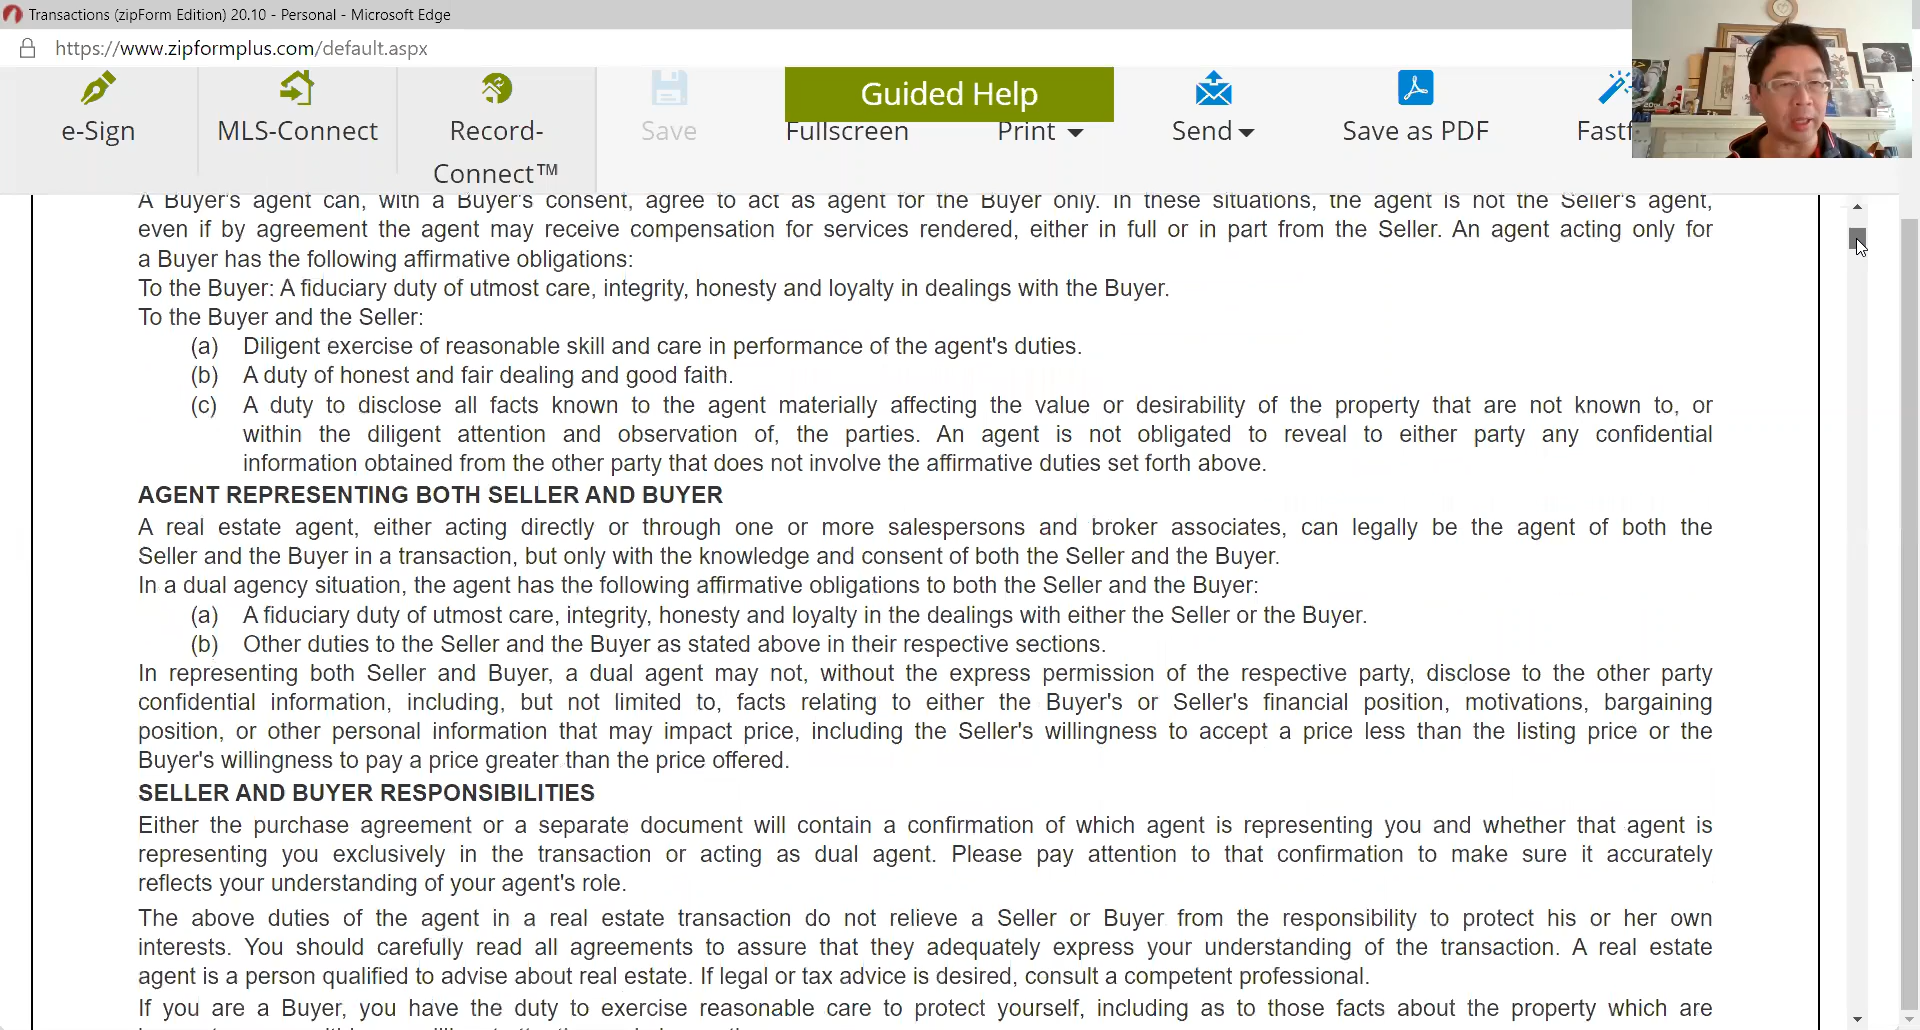 Transactions (zipForm Edition) 20.10 - Personal - Microsoft Edge
https://www.zipformplus.com/default.aspx
e-Sign
MLS-Connect
Record-
Connect™
Save
Guided Help
Fullscreen
Print
Send
Save as PDF
A Buyer's agent can, with a Buyer's consent, agree to act as agent for the Buyer only. In these situations, the agent is not the Seller's agent,
even if by agreement the agent may receive compensation for services rendered, either in full or in part from the Seller. An agent acting only for
a Buyer has the following affirmative obligations:
To the Buyer: A fiduciary duty of utmost care, integrity, honesty and loyalty in dealings with the Buyer.
To the Buyer and the Seller:
(a) Diligent exercise of reasonable skill and care in performance of the agent's duties.
(b) A duty of honest and fair dealing and good faith.
(c) A duty to disclose all facts known to the agent materially affecting the value or desirability of the property that are not known to, or
within the diligent attention and observation of, the parties. An agent is not obligated to reveal to either party any confidential
information obtained from the other party that does not involve the affirmative duties set forth above.
AGENT REPRESENTING BOTH SELLER AND BUYER
A real estate agent, either acting directly or through one or more salespersons and broker associates, can legally be the agent of both the
Seller and the Buyer in a transaction, but only with the knowledge and consent of both the Seller and the Buyer.
In a dual agency situation, the agent has the following affirmative obligations to both the Seller and the Buyer:
(a) A fiduciary duty of utmost care, integrity, honesty and loyalty in the dealings with either the Seller or the Buyer.
(b) Other duties to the Seller and the Buyer as stated above in their respective sections.
In representing both Seller and Buyer, a dual agent may not, without the express permission of the respective party, disclose to the other party
confidential information, including, but not limited to, facts relating to either the Buyer's or Seller's financial position, motivations, bargaining
position, or other personal information that may impact price, including the Seller's willingness to accept a price less than the listing price or the
Buyer's willingness to pay a price greater than the price offered.
SELLER AND BUYER RESPONSIBILITIES
Either the purchase agreement or a separate document will contain a confirmation of which agent is representing you and whether that agent is
representing you exclusively in the transaction or acting as dual agent. Please pay attention to that confirmation to make sure it accurately
reflects your understanding of your agent's role.
The above duties of the agent in a real estate transaction do not relieve a Seller or Buyer from the responsibility to protect his or her own
interests. You should carefully read all agreements to assure that they adequately express your understanding of the transaction. A real estate
agent is a person qualified to advise about real estate. If legal or tax advice is desired, consult a competent professional.
If you are a Buyer, you have the duty to exercise reasonable care to protect yourself, including as to those facts about the property which are